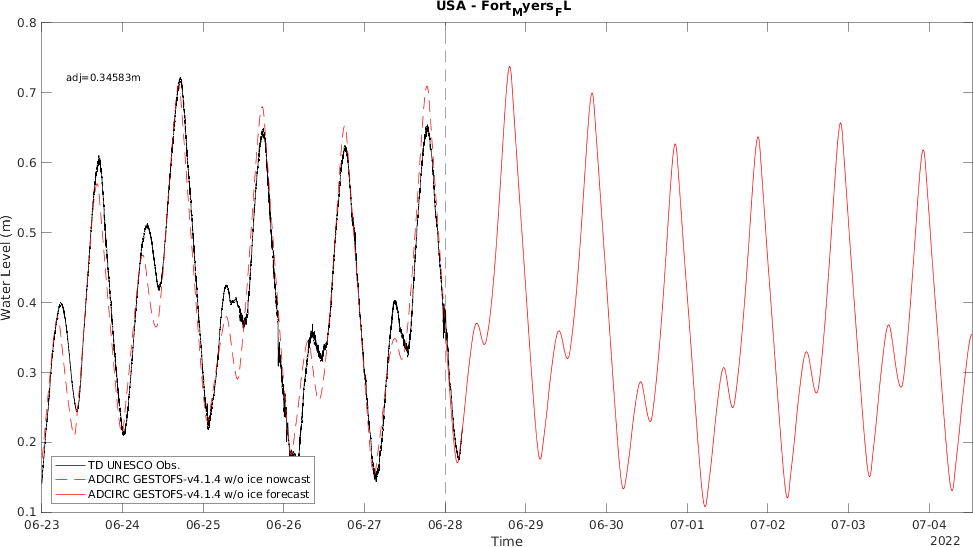 USA - FortMyersFL
adj=0.34583m
Water Level (m)
0.8
0.7
0.6
0.5
0.4
0.3
0.2
0.1
TD UNESCO Obs.
ADCIRC GESTOFS-v4.1.4 w/o ice nowcast
ADCIRC GESTOFS-v4.1.4 w/o ice forecast
06-23 06-24 06-25 06-26 06-27 06-28 06-29 06-30 07-01 07-02 07-03 07-04
Time
2022